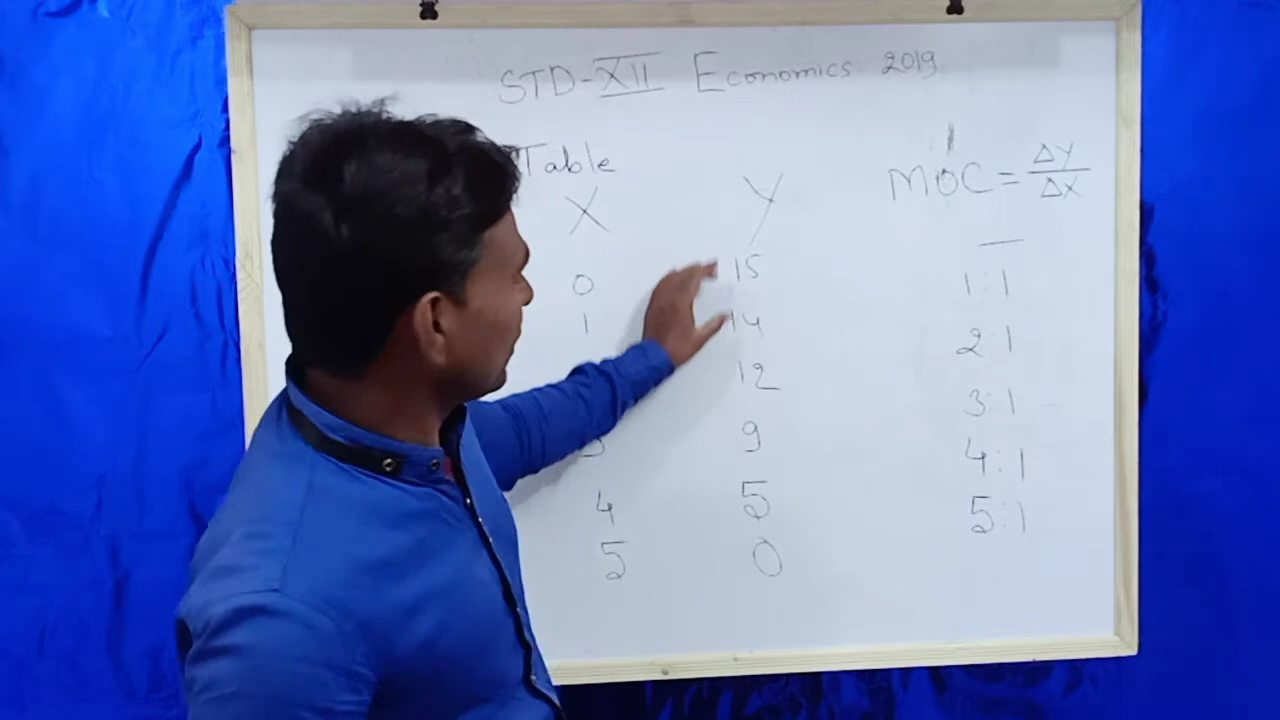 STD-XII Economics 2019
Table
X Y MOC = ΔY/ΔX
0 15 —
1 14 1:1
12 2:1
9 3:1
4 5 4:1
5 0 5:1